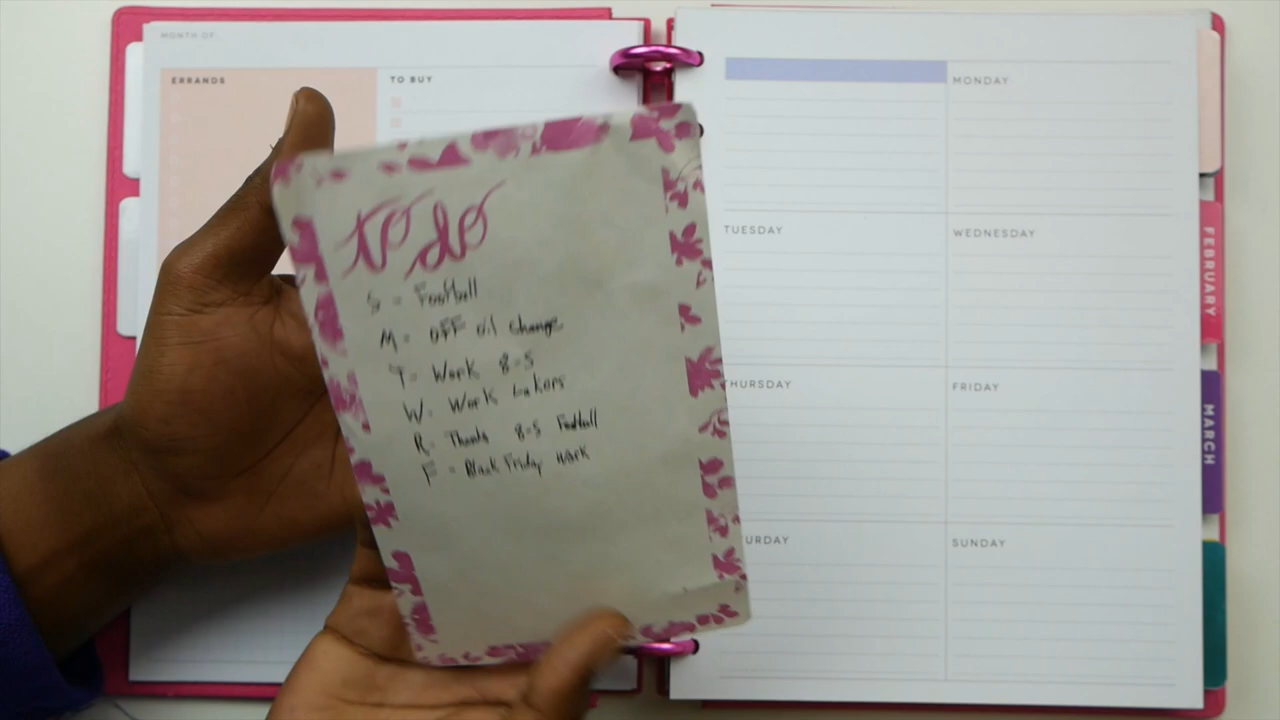 MONTH OF:
ERRANDS
TO BUY
to do
S = Football
M = OFF oil change
T = Work 8-5
W = Work Lakers
R = Thanks 8-5 Football
F = Black Friday work
MONDAY
TUESDAY
WEDNESDAY
THURSDAY
FRIDAY
URDAY
SUNDAY
FEBRUARY
MARCH